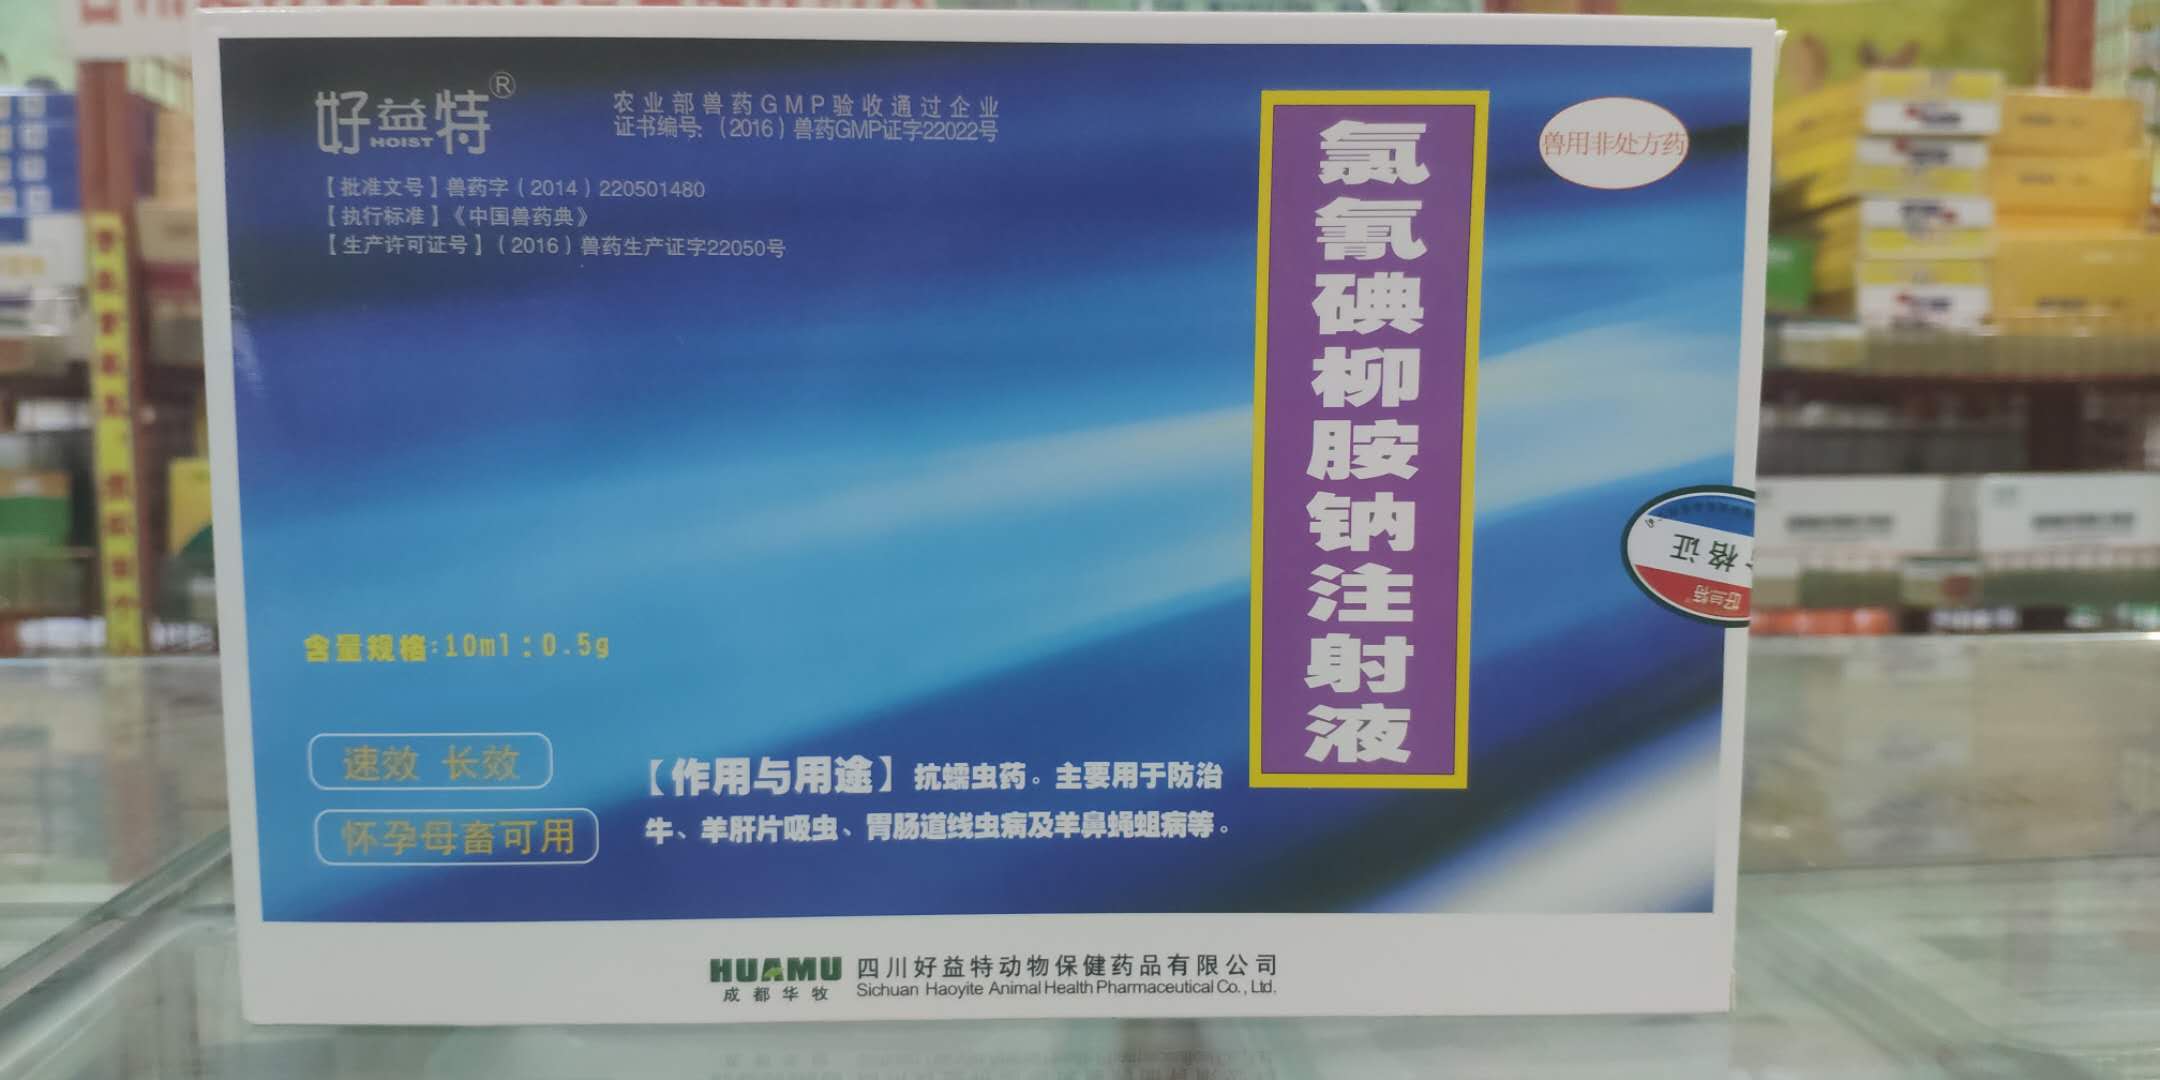 好益特®
HOIST
农业部兽药GMP验收通过企业
证书编号:（2016）兽药GMP证字22022号
【批准文号】兽药字（2014）220501480
【执行标准】《中国兽药典》
【生产许可证号】（2016）兽药生产证字22050号
兽用非处方药
氯氰碘柳胺钠注射液
格证
含量规格:10ml:0.5g
速效 长效
怀孕母畜可用
【作用与用途】抗蠕虫药。主要用于防治
牛、羊肝片吸虫、胃肠道线虫病及羊鼻蝇蛆病等。
HUAMU
成都华牧
四川好益特动物保健药品有限公司
Sichuan Haoyite Animal Health Pharmaceutical Co., Ltd.